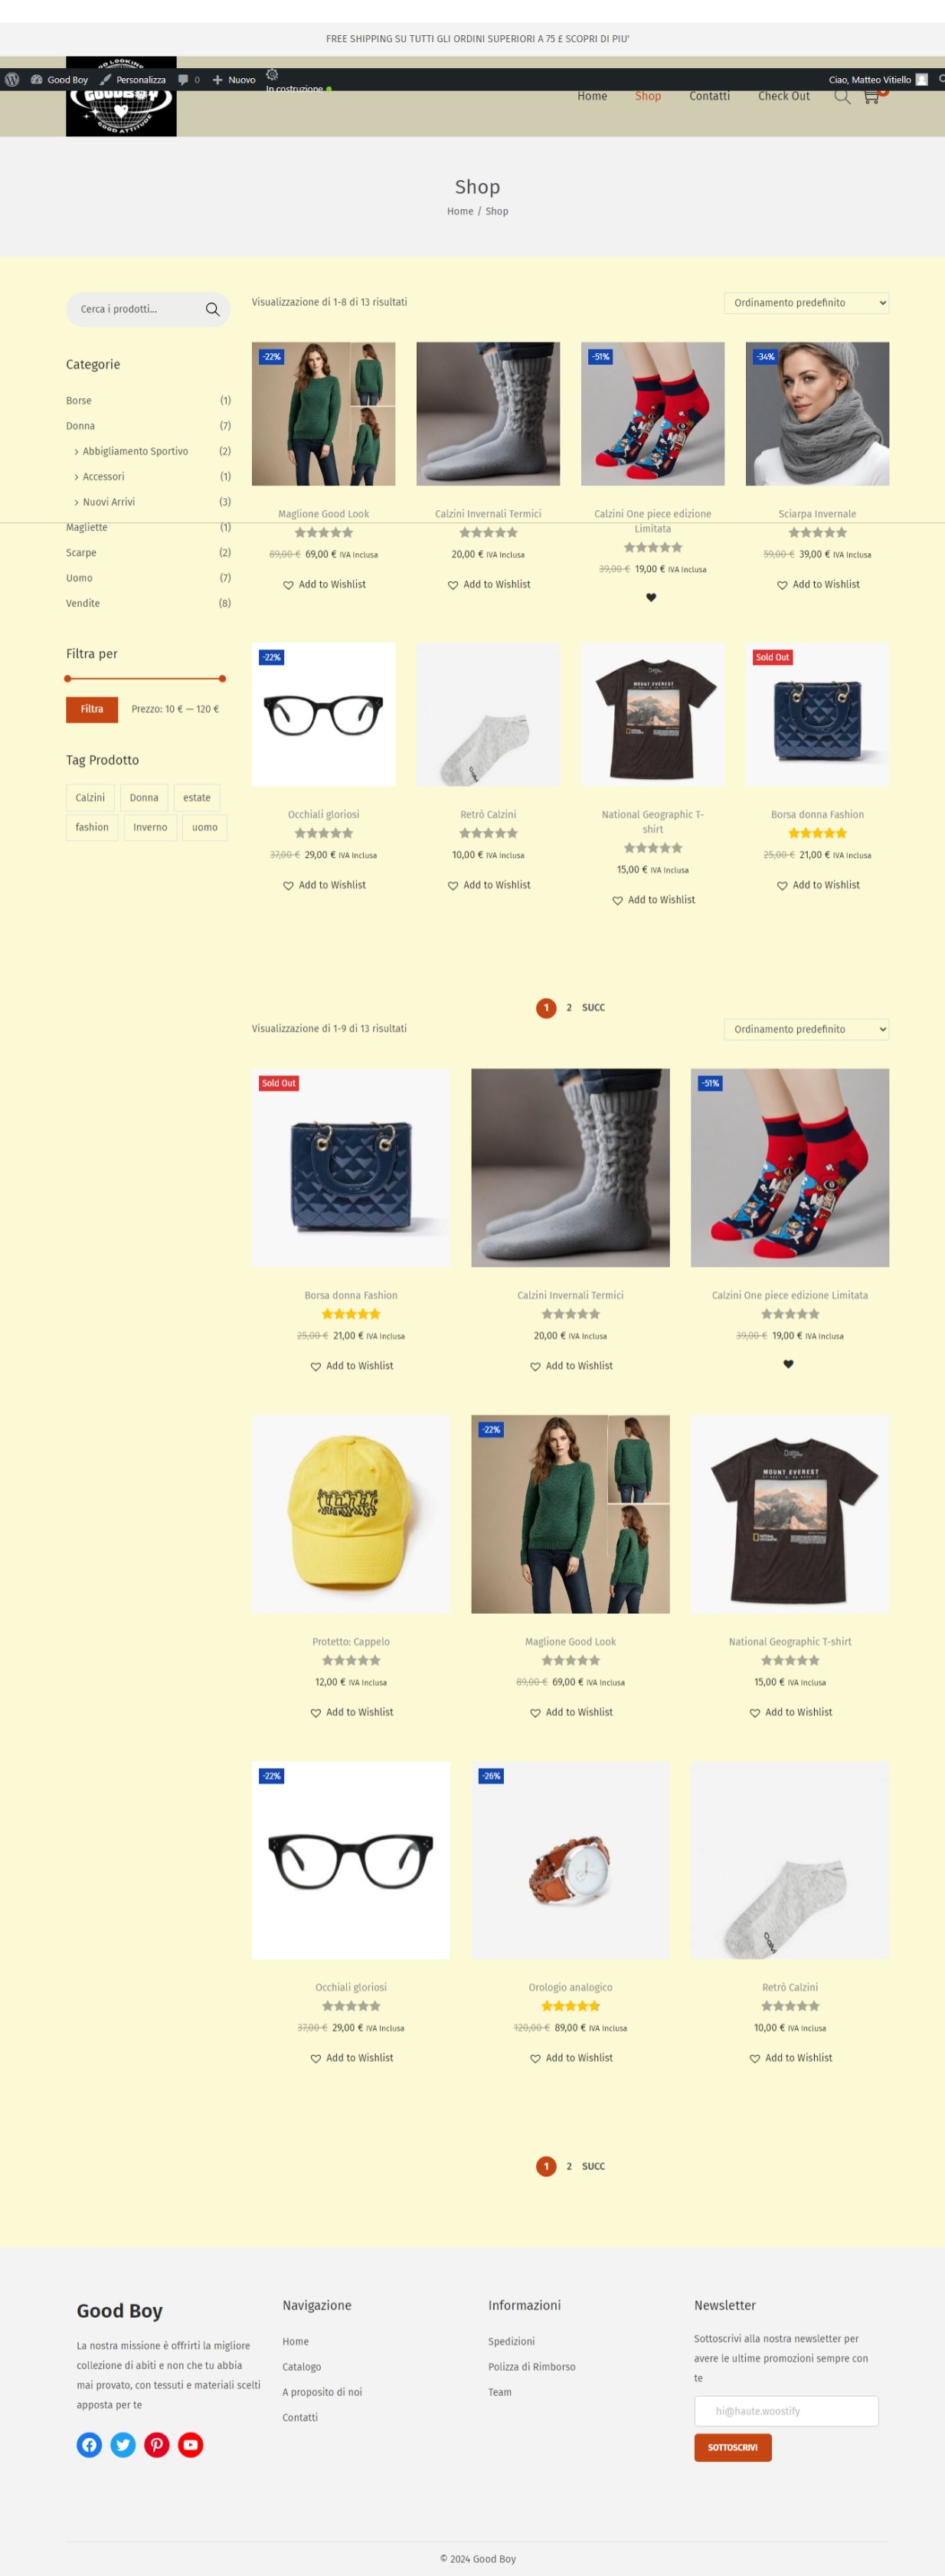 FREE SHIPPING SU TUTTI GLI ORDINI SUPERIORI A 75 £ SCOPRI DI PIU'
Good Boy Personalizza 0 Nuovo In costruzione Ciao, Matteo Vitiello
GOOD LOOKING
GOODBOY
GOOD ATTITUDE
Home Shop Contatti Check Out
Shop
Home / Shop
Cerca i prodotti...
Categorie
Borse (1)
Donna (7)
Abbigliamento Sportivo (2)
Accessori (1)
Nuovi Arrivi (3)
Magliette (1)
Scarpe (2)
Uomo (7)
Vendite (8)
Filtra per
Filtra Prezzo: 10 € — 120 €
Tag Prodotto
Calzini Donna estate
fashion Inverno uomo
Visualizzazione di 1-8 di 13 risultati Ordinamento predefinito
-22% -51% -34%
Maglione Good Look
89,00 € 69,00 € IVA Inclusa
Add to Wishlist
Calzini Invernali Termici
20,00 € IVA Inclusa
Add to Wishlist
Calzini One piece edizione
Limitata
39,00 € 19,00 € IVA Inclusa
Sciarpa Invernale
59,00 € 39,00 € IVA Inclusa
Add to Wishlist
-22% Sold Out
MOUNT EVEREST
Occhiali gloriosi
37,00 € 29,00 € IVA Inclusa
Add to Wishlist
Retrò Calzini
10,00 € IVA Inclusa
Add to Wishlist
National Geographic T-
shirt
15,00 € IVA Inclusa
Add to Wishlist
Borsa donna Fashion
25,00 € 21,00 € IVA Inclusa
Add to Wishlist
1 2 SUCC
Visualizzazione di 1-9 di 13 risultati Ordinamento predefinito
Sold Out -51%
Borsa donna Fashion
25,00 € 21,00 € IVA Inclusa
Add to Wishlist
Calzini Invernali Termici
20,00 € IVA Inclusa
Add to Wishlist
Calzini One piece edizione Limitata
39,00 € 19,00 € IVA Inclusa
-22%
MOUNT EVEREST
NATIONAL
GEOGRAPHIC
Protetto: Cappelo
12,00 € IVA Inclusa
Add to Wishlist
Maglione Good Look
89,00 € 69,00 € IVA Inclusa
Add to Wishlist
National Geographic T-shirt
15,00 € IVA Inclusa
Add to Wishlist
-22% -26%
Occhiali gloriosi
37,00 € 29,00 € IVA Inclusa
Add to Wishlist
Orologio analogico
120,00 € 89,00 € IVA Inclusa
Add to Wishlist
Retrò Calzini
10,00 € IVA Inclusa
Add to Wishlist
1 2 SUCC
Good Boy
La nostra missione è offrirti la migliore
collezione di abiti e non che tu abbia
mai provato, con tessuti e materiali scelti
apposta per te
Navigazione
Home
Catalogo
A proposito di noi
Contatti
Informazioni
Spedizioni
Polizza di Rimborso
Team
Newsletter
Sottoscrivi alla nostra newsletter per
avere le ultime promozioni sempre con
te
hi@haute.woostify
SOTTOSCRIVI
© 2024 Good Boy